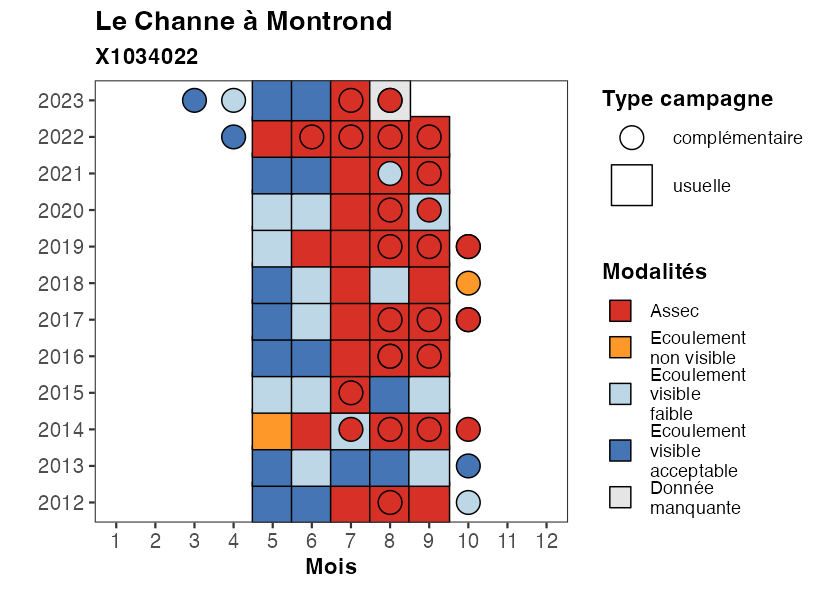 Le Channe à Montrond
X1034022
2023
2022
2021
2020
2019
2018
2017
2016
2015
2014
2013
2012
1 2 3 4 5 6 7 8 9 10 11 12
Mois
Type campagne
complémentaire
usuelle
Modalités
Assec
Ecoulement
non visible
Ecoulement
visible
faible
Ecoulement
visible
acceptable
Donnée
manquante